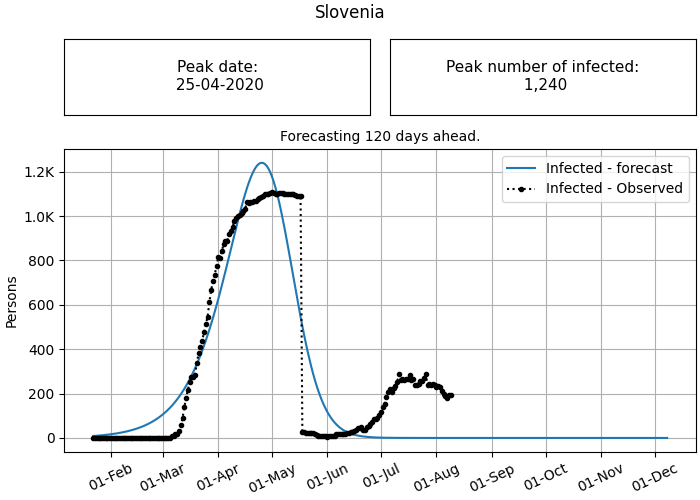 Slovenia
Peak date:
25-04-2020
Peak number of infected:
1,240
Forecasting 120 days ahead.
Infected - forecast
Infected - Observed
1.2K
1.0K
800
600
400
200
0
Persons
01-Feb
01-Mar
01-Apr
01-May
01-Jun
01-Jul
01-Aug
01-Sep
01-Oct
01-Nov
01-Dec